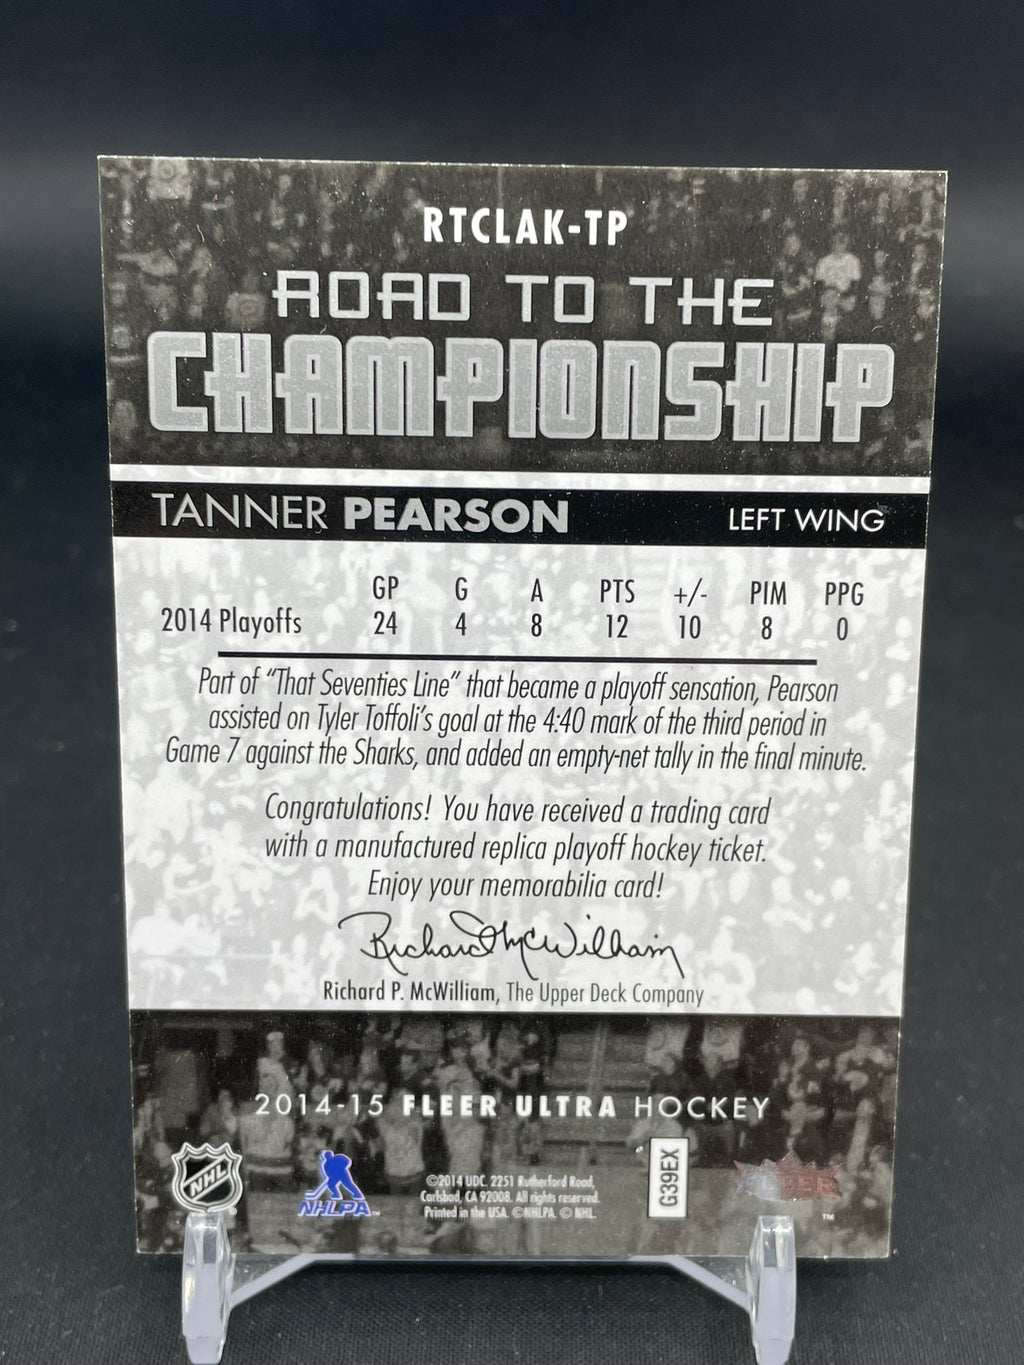 RTCLAK-TP
ROAD TO THE
CHAMPIONSHIP
TANNER PEARSON LEFT WING
GP G A PTS +/- PIM PPG
2014 Playoffs 24 4 8 12 10 8 0
Part of "That Seventies Line" that became a playoff sensation, Pearson
assisted on Tyler Toffoli's goal at the 4:40 mark of the third period in
Game 7 against the Sharks, and added an empty-net tally in the final minute.
Congratulations! You have received a trading card
with a manufactured replica playoff hockey ticket.
Enjoy your memorabilia card!
Richard McWilliam
Richard P. McWilliam, The Upper Deck Company
2014-15 FLEER ULTRA HOCKEY
NHL ®
NHLPA ™
©2014 UDC. 2251 Rutherford Road,
Carlsbad, CA 92008. All rights reserved.
Printed in the USA. ©NHLPA. © NHL.
G39EX
FLEER ™